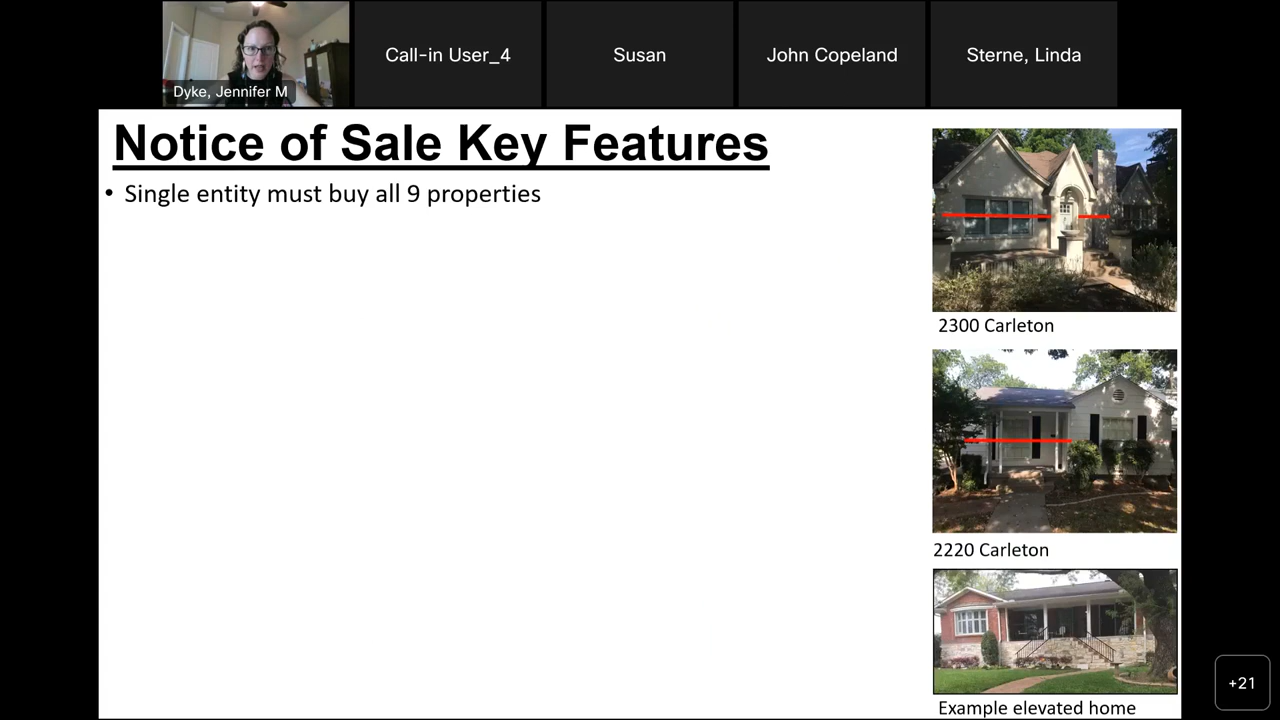 Dyke, Jennifer M
Call-in User_4
Susan
John Copeland
Sterne, Linda
Notice of Sale Key Features
• Single entity must buy all 9 properties
2300 Carleton
2220 Carleton
Example elevated home
+21